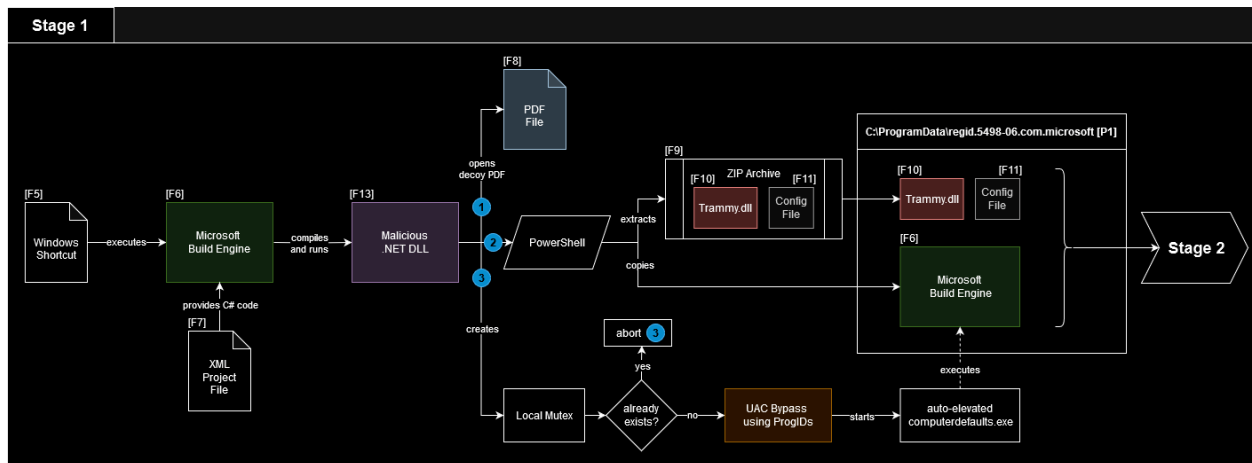 Stage 1
[F8]
PDF
File
opens
decoy PDF
[F5]
Windows
Shortcut
executes
[F6]
Microsoft
Build Engine
compiles
and runs
[F13]
Malicious
.NET DLL
provides C# code
[F7]
XML
Project
File
1
2
3
PowerShell
extracts
copies
[F9]
ZIP Archive
[F10]
Trammy.dll
[F11]
Config
File
C:\ProgramData\regid.5498-06.com.microsoft [P1]
[F10]
Trammy.dll
[F11]
Config
File
[F6]
Microsoft
Build Engine
Stage 2
creates
Local Mutex
already
exists?
yes
abort 3
no
UAC Bypass
using ProgIDs
starts
auto-elevated
computerdefaults.exe
executes